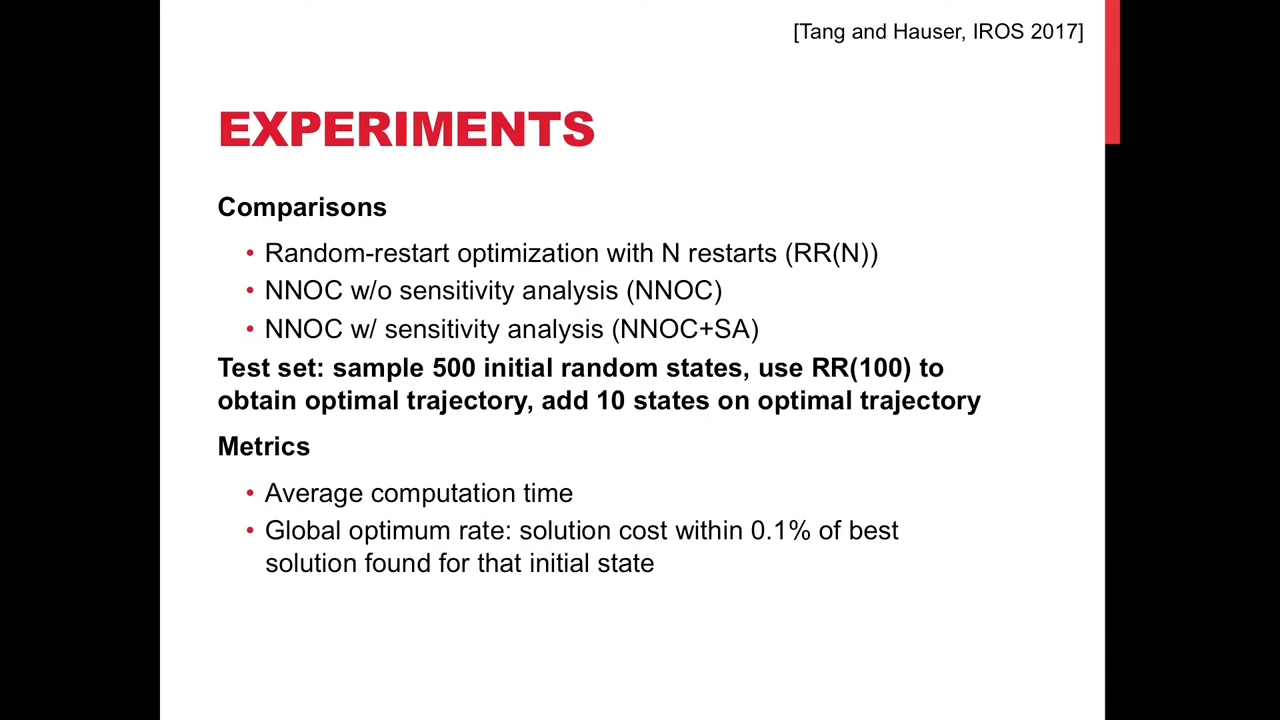 [Tang and Hauser, IROS 2017]
EXPERIMENTS
Comparisons
• Random-restart optimization with N restarts (RR(N))
• NNOC w/o sensitivity analysis (NNOC)
• NNOC w/ sensitivity analysis (NNOC+SA)
Test set: sample 500 initial random states, use RR(100) to
obtain optimal trajectory, add 10 states on optimal trajectory
Metrics
• Average computation time
• Global optimum rate: solution cost within 0.1% of best
solution found for that initial state